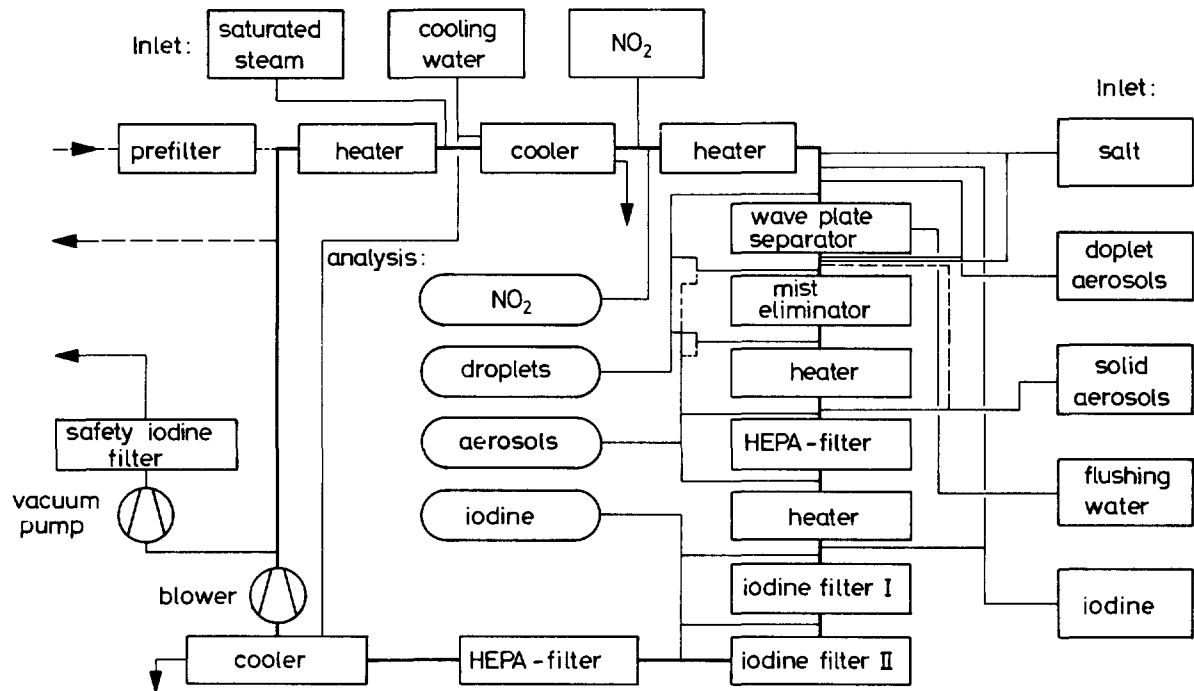 Inlet:
saturated
steam
cooling
water
NO₂
Inlet:
prefilter
heater
cooler
heater
salt
wave plate
separator
analysis:
doplet
aerosols
NO₂
mist
eliminator
droplets
heater
solid
aerosols
safety iodine
filter
aerosols
HEPA-filter
vacuum
pump
iodine
heater
flushing
water
blower
iodine filter I
iodine
cooler
HEPA-filter
iodine filter II